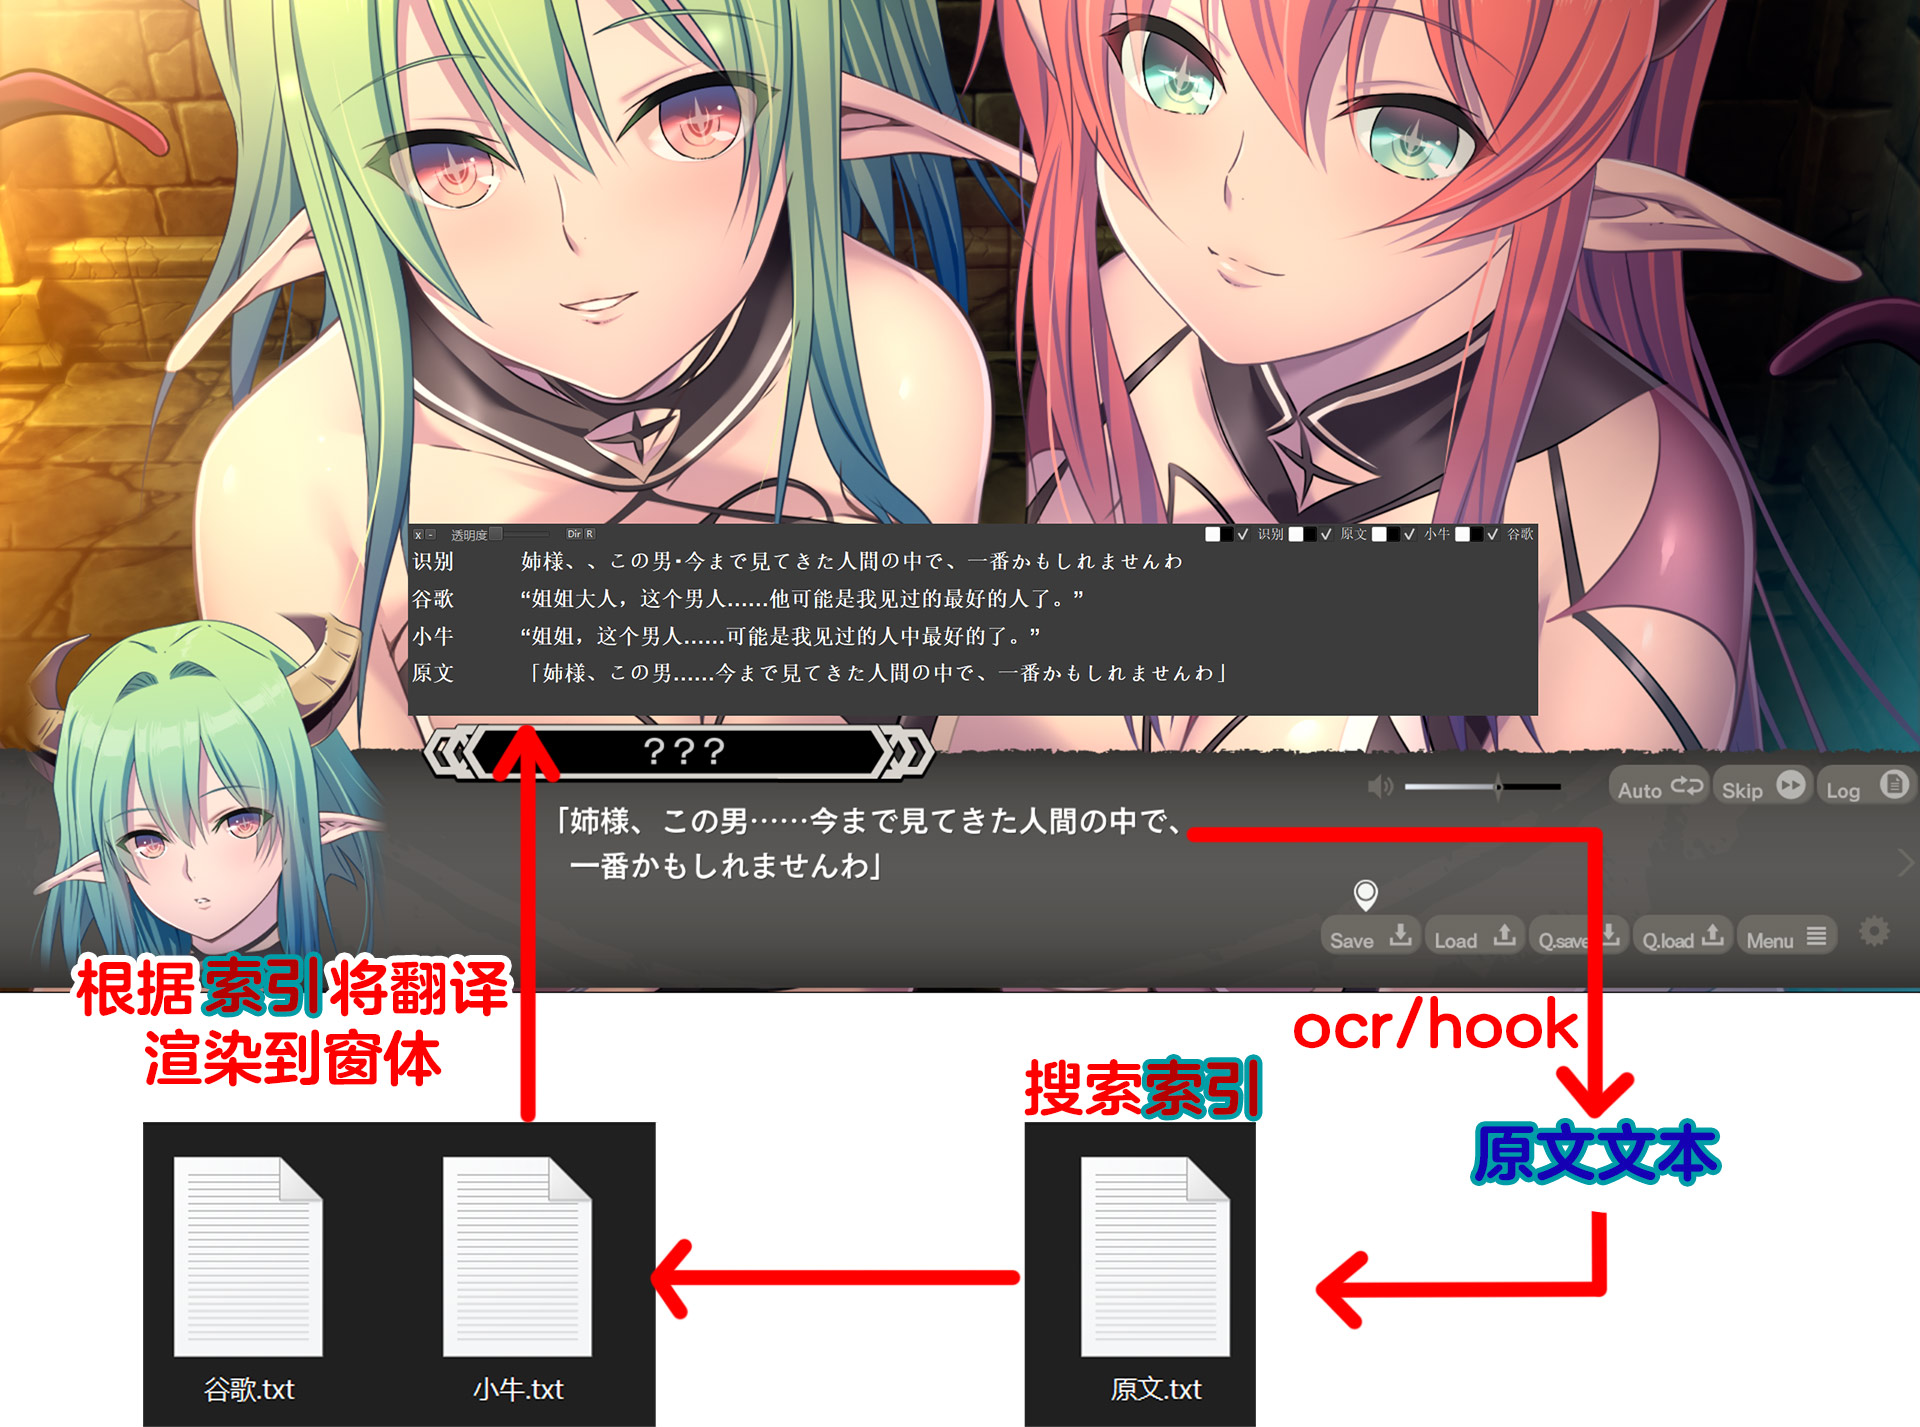 x - 透明度 Dir R 识别 原文 小牛 谷歌
识别 姉様、、この男･今まで見てきた人間の中で、一番かもしれませんわ
谷歌 “姐姐大人，这个男人……他可能是我见过的最好的人了。”
小牛 “姐姐，这个男人……可能是我见过的人中最好的了。”
原文 「姉様、この男……今まで見てきた人間の中で、一番かもしれませんわ」
???
Auto Skip Log
「姉様、この男……今まで見てきた人間の中で、
一番かもしれませんわ」
Save Load Q.save Q.load Menu
根据索引将翻译
渲染到窗体
ocr/hook
搜索索引
原文文本
谷歌.txt 小牛.txt 原文.txt